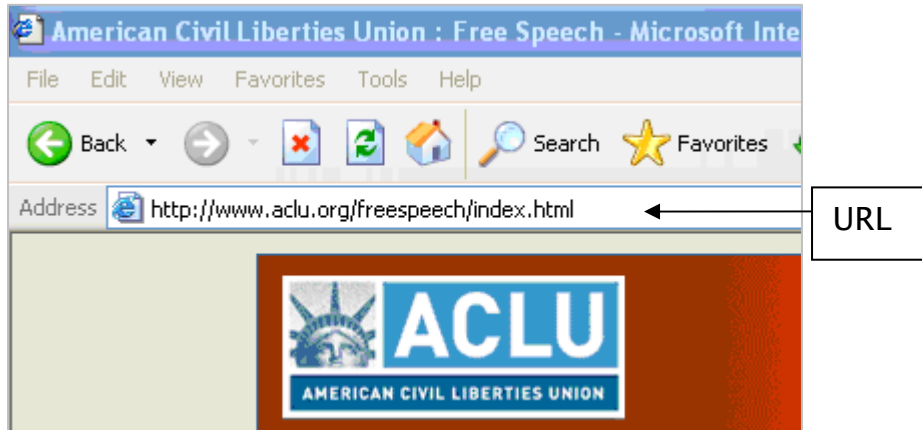 American Civil Liberties Union : Free Speech - Microsoft Inte
File Edit View Favorites Tools Help
Back Search Favorites
Address http://www.aclu.org/freespeech/index.html
URL
ACLU
AMERICAN CIVIL LIBERTIES UNION